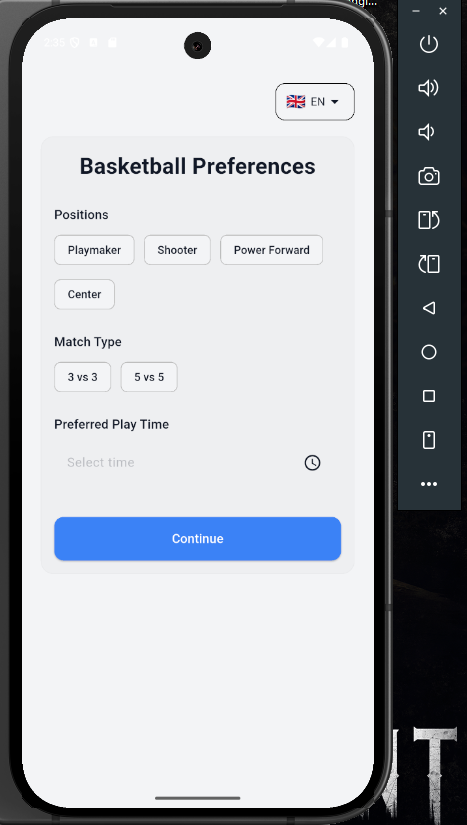 2:35
EN
Basketball Preferences
Positions
Playmaker Shooter Power Forward
Center
Match Type
3 vs 3 5 vs 5
Preferred Play Time
Select time
Continue
NT